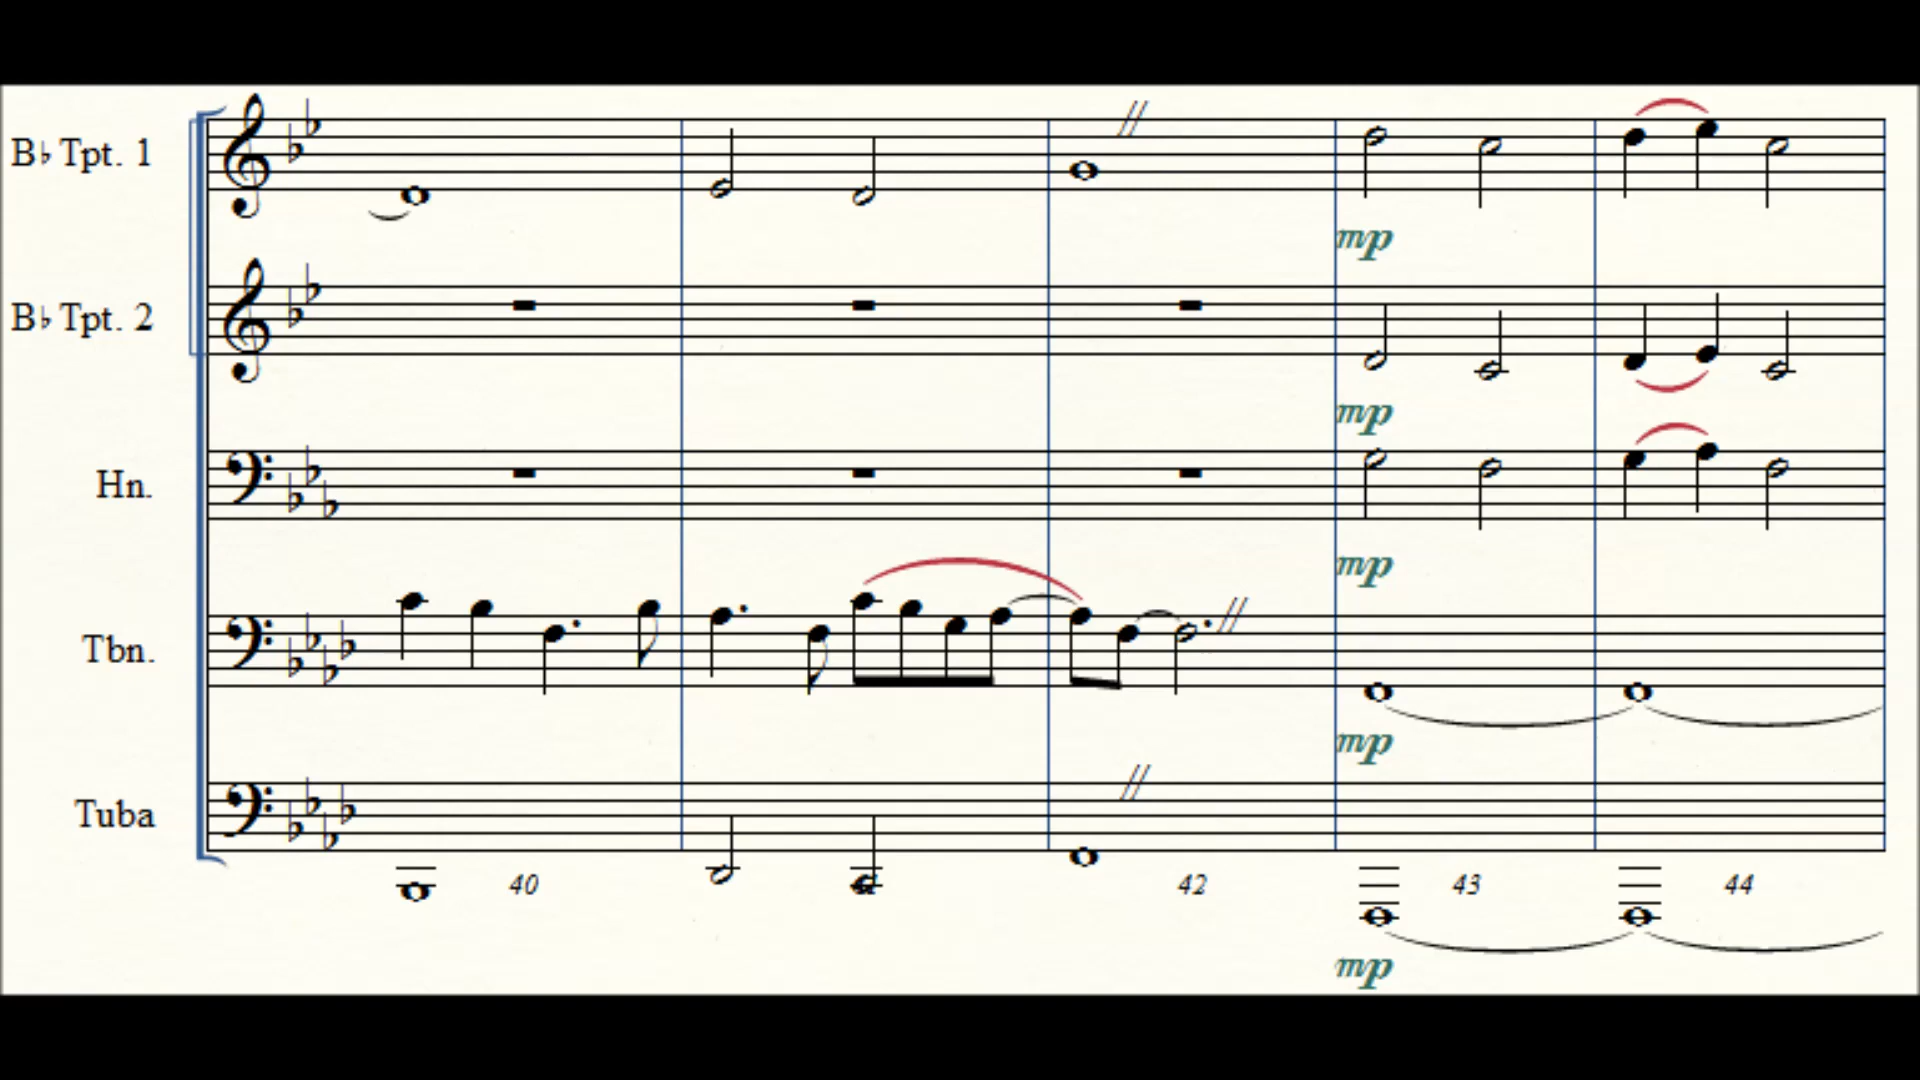 B♭ Tpt. 1
mp
B♭ Tpt. 2
mp
Hn.
mp
Tbn.
mp
Tuba
40
42
43
44
mp